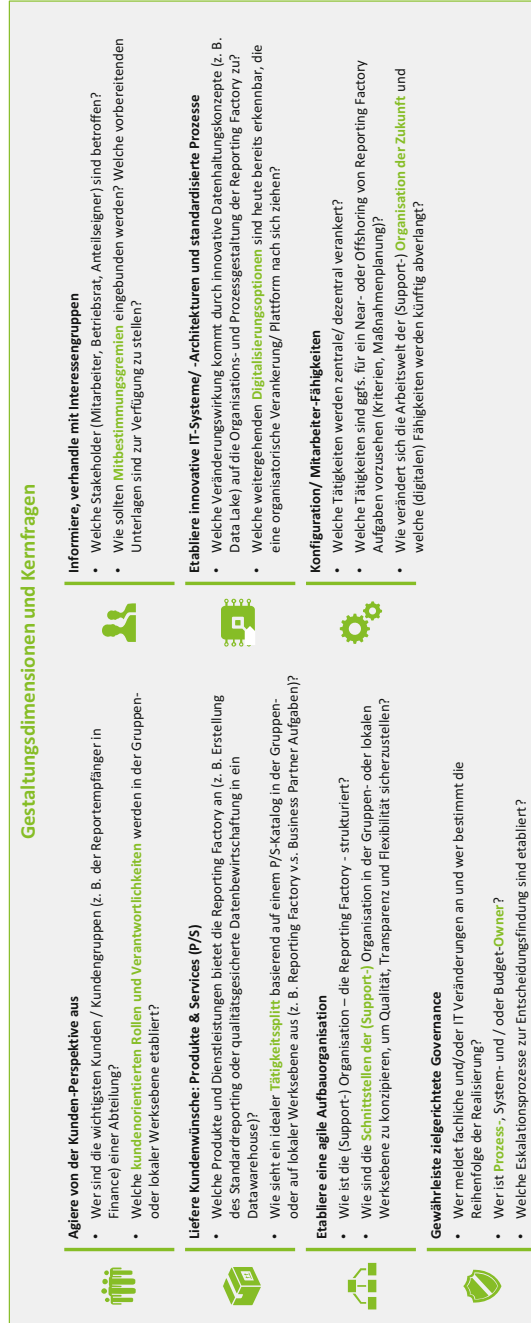 Gestaltungsdimensionen und Kernfragen
Agiere von der Kunden-Perspektive aus
• Wer sind die wichtigsten Kunden / Kundengruppen (z. B. der Reportempfänger in
Finance) einer Abteilung?
• Welche kundenorientierten Rollen und Verantwortlichkeiten werden in der Gruppen-
oder lokaler Werksebene etabliert?
Liefere Kundenwünsche: Produkte & Services (P/S)
• Welche Produkte und Dienstleistungen bietet die Reporting Factory an (z. B. Erstellung
des Standardreporting oder qualitätsgesicherte Datenbewirtschaftung in ein
Datawarehouse)?
• Wie sieht ein idealer Tätigkeitssplitt basierend auf einem P/S-Katalog in der Gruppen-
oder auf lokaler Werksebene aus (z. B. Reporting Factory v.s. Business Partner Aufgaben)?
Etabliere eine agile Aufbauorganisation
• Wie ist die (Support-) Organisation – die Reporting Factory - strukturiert?
• Wie sind die Schnittstellen der (Support-) Organisation in der Gruppen- oder lokalen
Werksebene zu konzipieren, um Qualität, Transparenz und Flexibilität sicherzustellen?
Gewährleiste zielgerichtete Governance
• Wer meldet fachliche und/oder IT Veränderungen an und wer bestimmt die
Reihenfolge der Realisierung?
• Wer ist Prozess-, System- und / oder Budget-Owner?
• Welche Eskalationsprozesse zur Entscheidungsfindung sind etabliert?
Informiere, verhandle mit Interessengruppen
• Welche Stakeholder (Mitarbeiter, Betriebsrat, Anteilseigner) sind betroffen?
• Wie sollten Mitbestimmungsgremien eingebunden werden? Welche vorbereitenden
Unterlagen sind zur Verfügung zu stellen?
Etabliere innovative IT-Systeme/ -Architekturen und standardisierte Prozesse
• Welche Veränderungswirkung kommt durch innovative Datenhaltungskonzepte (z. B.
Data Lake) auf die Organisations- und Prozessgestaltung der Reporting Factory zu?
• Welche weitergehenden Digitalisierungsoptionen sind heute bereits erkennbar, die
eine organisatorische Verankerung/ Plattform nach sich ziehen?
Konfiguration/ Mitarbeiter-Fähigkeiten
• Welche Tätigkeiten werden zentrale/ dezentral verankert?
• Welche Tätigkeiten sind ggfs. für ein Near- oder Offshoring von Reporting Factory
Aufgaben vorzusehen (Kriterien, Maßnahmenplanung)?
• Wie verändert sich die Arbeitswelt der (Support-) Organisation der Zukunft und
welche (digitalen) Fähigkeiten werden künftig abverlangt?